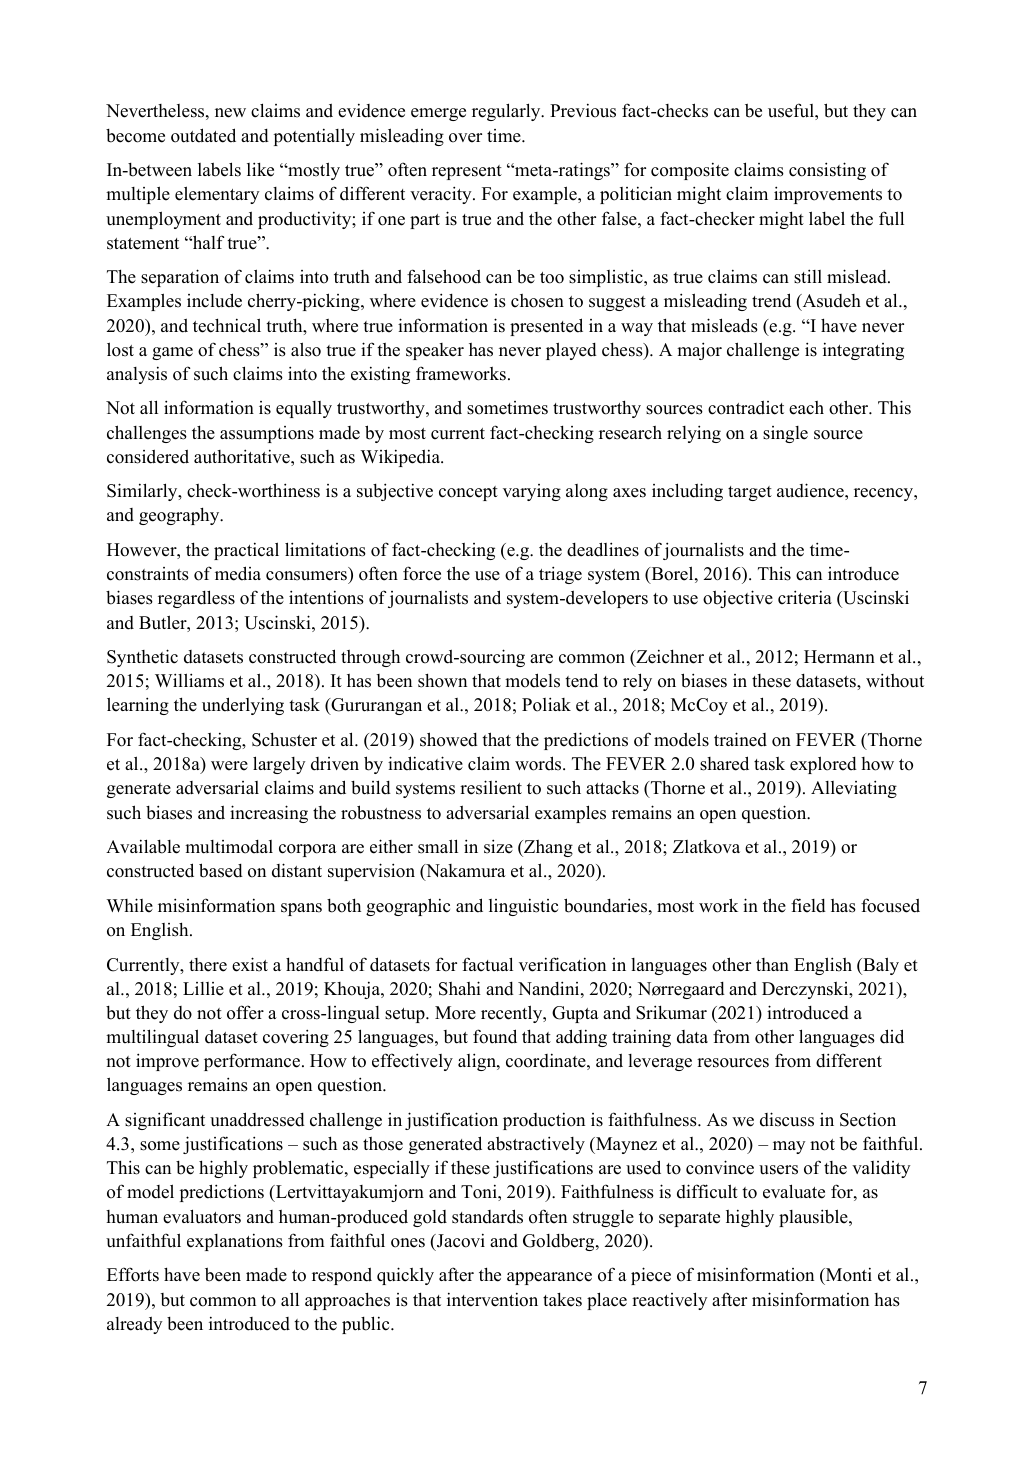 Nevertheless, new claims and evidence emerge regularly. Previous fact-checks can be useful, but they can
become outdated and potentially misleading over time.
In-between labels like “mostly true” often represent “meta-ratings” for composite claims consisting of
multiple elementary claims of different veracity. For example, a politician might claim improvements to
unemployment and productivity; if one part is true and the other false, a fact-checker might label the full
statement “half true”.
The separation of claims into truth and falsehood can be too simplistic, as true claims can still mislead.
Examples include cherry-picking, where evidence is chosen to suggest a misleading trend (Asudeh et al.,
2020), and technical truth, where true information is presented in a way that misleads (e.g. “I have never
lost a game of chess” is also true if the speaker has never played chess). A major challenge is integrating
analysis of such claims into the existing frameworks.
Not all information is equally trustworthy, and sometimes trustworthy sources contradict each other. This
challenges the assumptions made by most current fact-checking research relying on a single source
considered authoritative, such as Wikipedia.
Similarly, check-worthiness is a subjective concept varying along axes including target audience, recency,
and geography.
However, the practical limitations of fact-checking (e.g. the deadlines of journalists and the time-
constraints of media consumers) often force the use of a triage system (Borel, 2016). This can introduce
biases regardless of the intentions of journalists and system-developers to use objective criteria (Uscinski
and Butler, 2013; Uscinski, 2015).
Synthetic datasets constructed through crowd-sourcing are common (Zeichner et al., 2012; Hermann et al.,
2015; Williams et al., 2018). It has been shown that models tend to rely on biases in these datasets, without
learning the underlying task (Gururangan et al., 2018; Poliak et al., 2018; McCoy et al., 2019).
For fact-checking, Schuster et al. (2019) showed that the predictions of models trained on FEVER (Thorne
et al., 2018a) were largely driven by indicative claim words. The FEVER 2.0 shared task explored how to
generate adversarial claims and build systems resilient to such attacks (Thorne et al., 2019). Alleviating
such biases and increasing the robustness to adversarial examples remains an open question.
Available multimodal corpora are either small in size (Zhang et al., 2018; Zlatkova et al., 2019) or
constructed based on distant supervision (Nakamura et al., 2020).
While misinformation spans both geographic and linguistic boundaries, most work in the field has focused
on English.
Currently, there exist a handful of datasets for factual verification in languages other than English (Baly et
al., 2018; Lillie et al., 2019; Khouja, 2020; Shahi and Nandini, 2020; Nørregaard and Derczynski, 2021),
but they do not offer a cross-lingual setup. More recently, Gupta and Srikumar (2021) introduced a
multilingual dataset covering 25 languages, but found that adding training data from other languages did
not improve performance. How to effectively align, coordinate, and leverage resources from different
languages remains an open question.
A significant unaddressed challenge in justification production is faithfulness. As we discuss in Section
4.3, some justifications – such as those generated abstractively (Maynez et al., 2020) – may not be faithful.
This can be highly problematic, especially if these justifications are used to convince users of the validity
of model predictions (Lertvittayakumjorn and Toni, 2019). Faithfulness is difficult to evaluate for, as
human evaluators and human-produced gold standards often struggle to separate highly plausible,
unfaithful explanations from faithful ones (Jacovi and Goldberg, 2020).
Efforts have been made to respond quickly after the appearance of a piece of misinformation (Monti et al.,
2019), but common to all approaches is that intervention takes place reactively after misinformation has
already been introduced to the public.
7